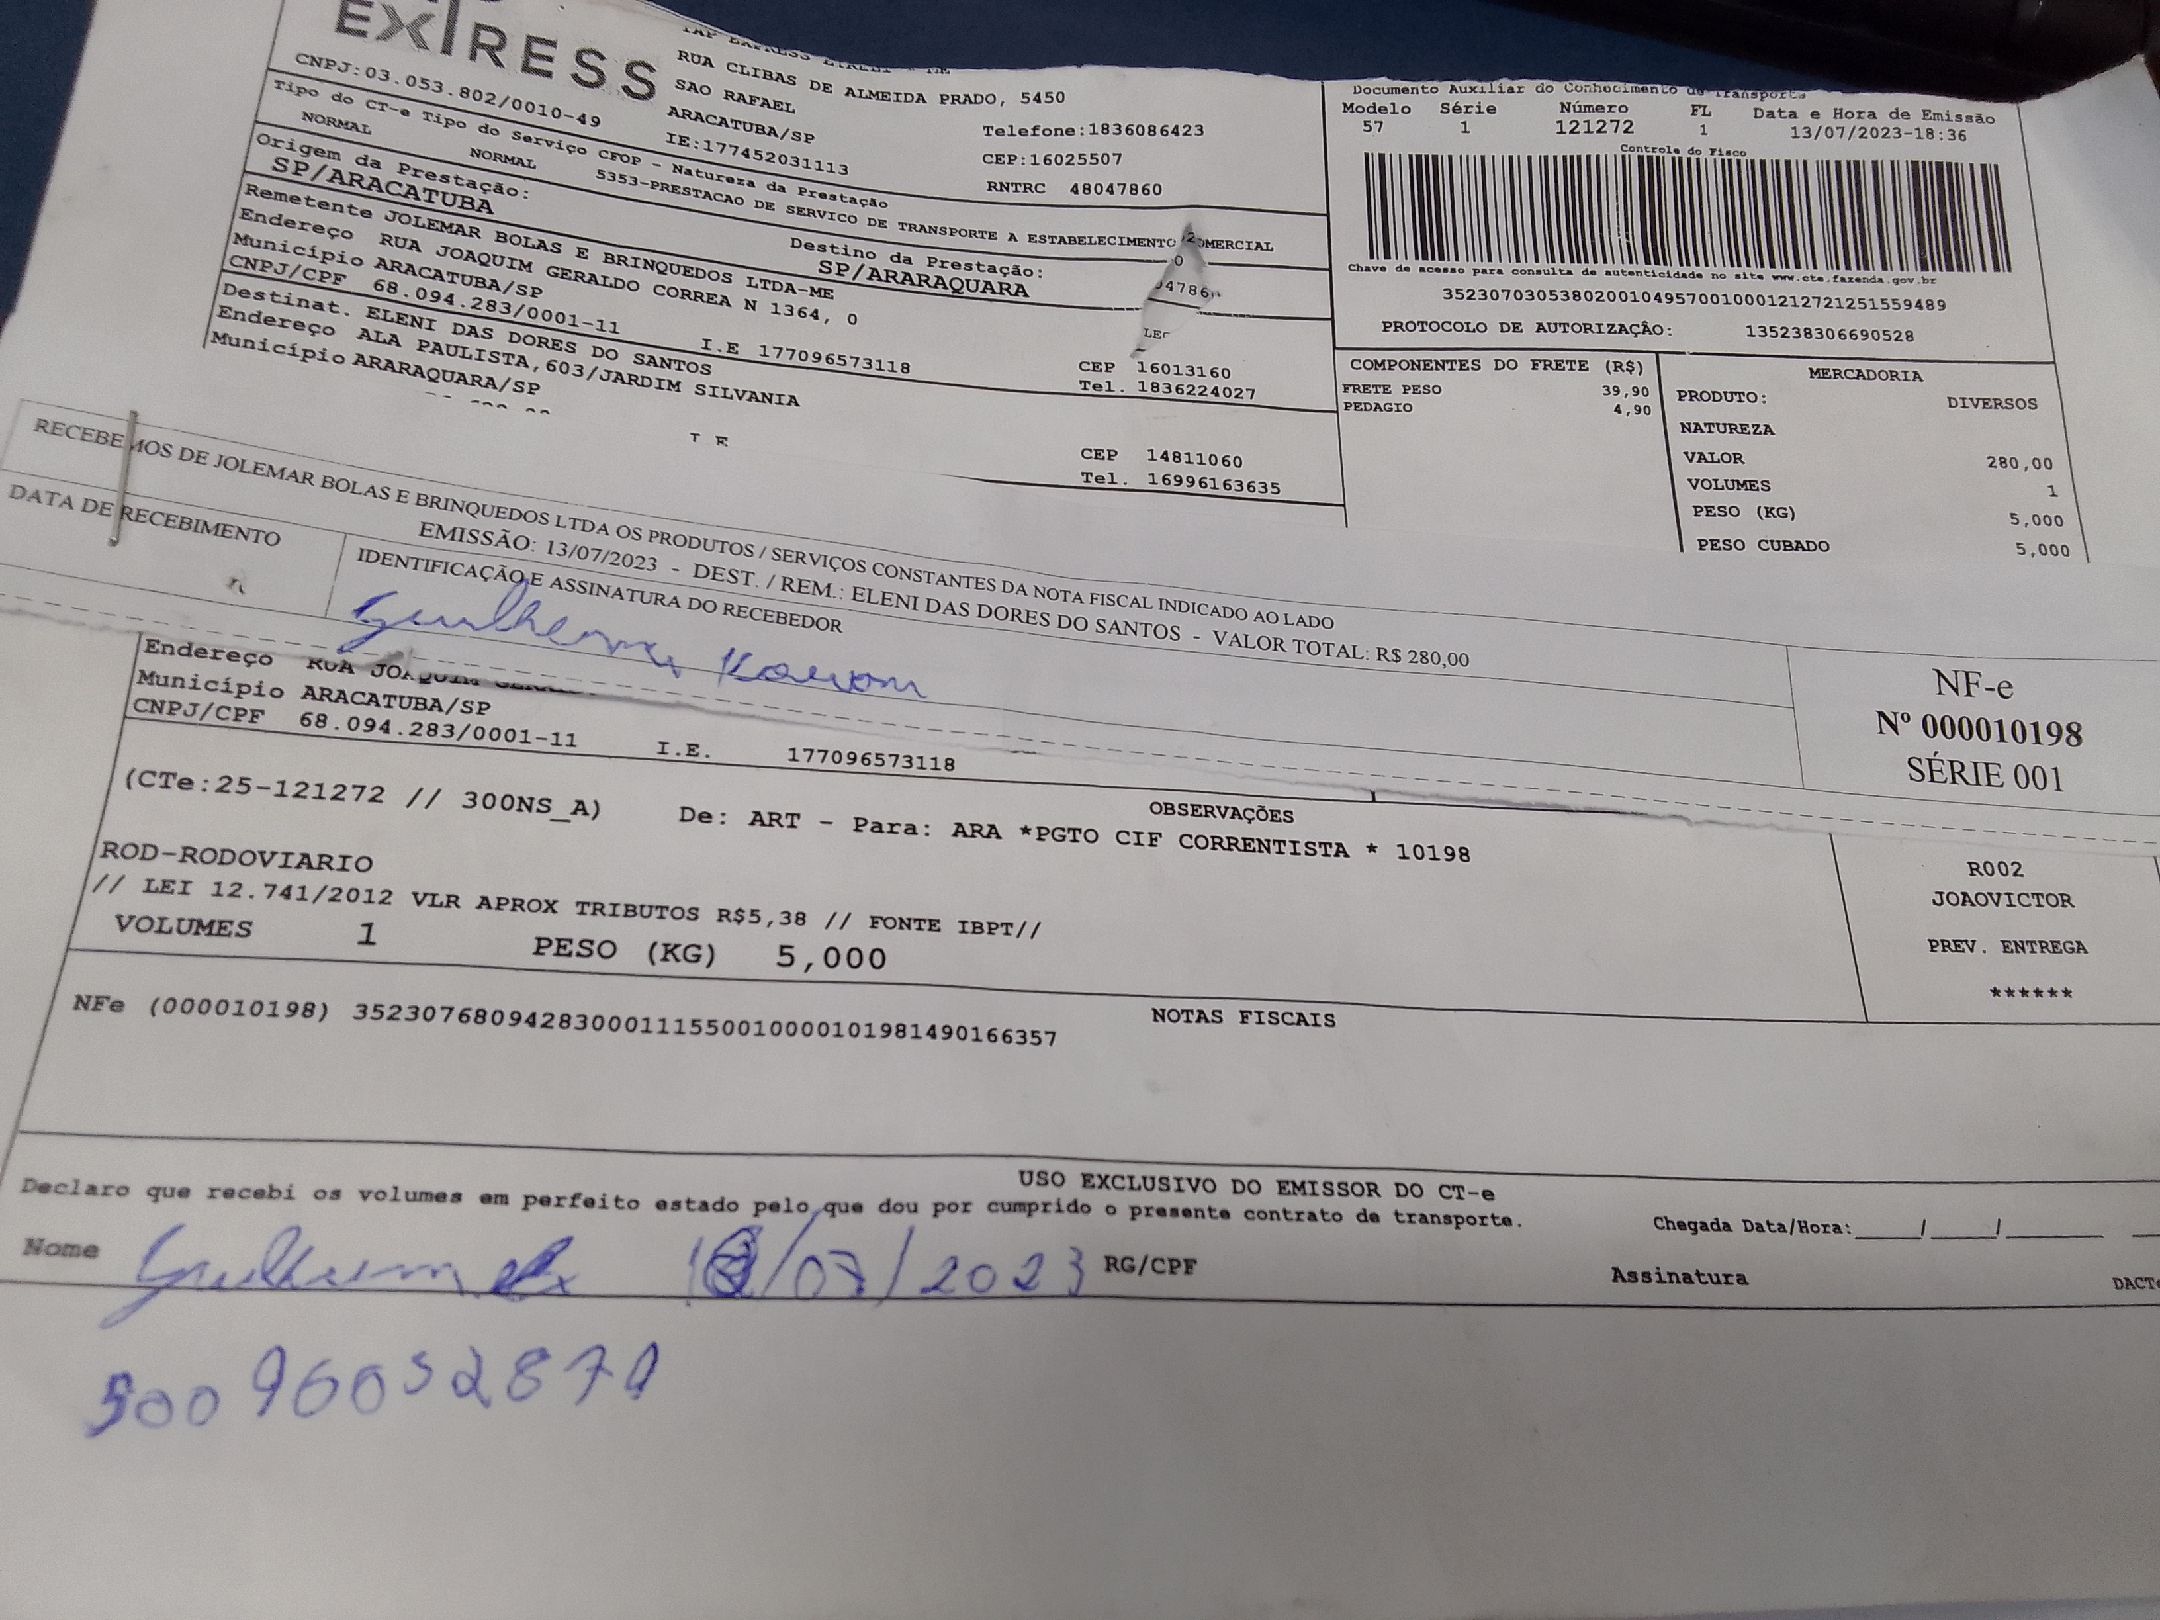 EXPRESS
RUA CLIBAS DE ALMEIDA PRADO, 5450
SAO RAFAEL
ARACATUBA/SP
CNPJ:03.053.802/0010-49
IE:177452031113
Telefone:1836086423
CEP:16025507
RNTRC 48047860
Tipo do CT-e Tipo do Serviço CFOP - Natureza da Prestação
NORMAL NORMAL 5353-PRESTACAO DE SERVICO DE TRANSPORTE A ESTABELECIMENTO COMERCIAL
Origem da Prestação: Destino da Prestação:
SP/ARACATUBA SP/ARARAQUARA
Remetente JOLEMAR BOLAS E BRINQUEDOS LTDA-ME
Endereço RUA JOAQUIM GERALDO CORREA N 1364, 0
Município ARACATUBA/SP CEP 16013160
CNPJ/CPF 68.094.283/0001-11 I.E 177096573118 Tel. 1836224027
Destinat. ELENI DAS DORES DO SANTOS
Endereço ALA PAULISTA,603/JARDIM SILVANIA
Município ARARAQUARA/SP CEP 14811060
Tel. 16996163635
Documento Auxiliar do Conhecimento de Transporte
Modelo Série Número FL Data e Hora de Emissão
57 1 121272 1 13/07/2023-18:36
Controle do Fisco
Chave de acesso para consulta de autenticidade no site www.cte.fazenda.gov.br
35230703053802001049570010001212721251559489
PROTOCOLO DE AUTORIZAÇÃO: 135238306690528
COMPONENTES DO FRETE (R$)
FRETE PESO 39,90
PEDAGIO 4,90
MERCADORIA
PRODUTO: DIVERSOS
NATUREZA
VALOR 280,00
VOLUMES 1
PESO (KG) 5,000
PESO CUBADO 5,000
RECEBEMOS DE JOLEMAR BOLAS E BRINQUEDOS LTDA OS PRODUTOS / SERVIÇOS CONSTANTES DA NOTA FISCAL INDICADO AO LADO
EMISSÃO: 13/07/2023 - DEST. / REM.: ELENI DAS DORES DO SANTOS - VALOR TOTAL: R$ 280,00
DATA DE RECEBIMENTO
IDENTIFICAÇÃO E ASSINATURA DO RECEBEDOR
NF-e
Nº 000010198
SÉRIE 001
Endereço RUA JOAQUIM
Município ARACATUBA/SP
CNPJ/CPF 68.094.283/0001-11 I.E. 177096573118
OBSERVAÇÕES
(CTe:25-121272 // 300NS_A) De: ART - Para: ARA *PGTO CIF CORRENTISTA * 10198
ROD-RODOVIARIO
// LEI 12.741/2012 VLR APROX TRIBUTOS R$5,38 // FONTE IBPT//
VOLUMES 1 PESO (KG) 5,000
R002
JOAOVICTOR
PREV. ENTREGA
******
NOTAS FISCAIS
NFe (000010198) 35230768094283000111550010000101981490166357
USO EXCLUSIVO DO EMISSOR DO CT-e
Declaro que recebi os volumes em perfeito estado pelo que dou por cumprido o presente contrato de transporte.
Chegada Data/Hora:_____/_____/_______
Nome Guilherme /07/2023 RG/CPF Assinatura